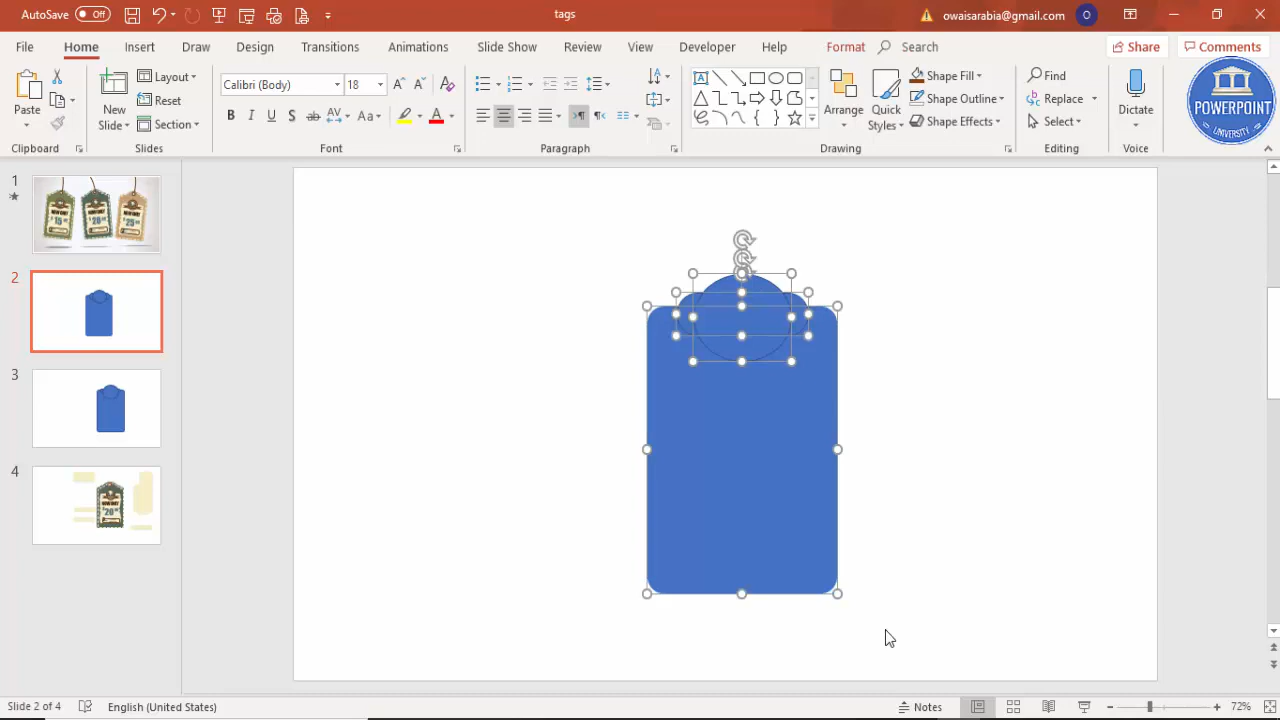 AutoSave Off
tags
owaisarabia@gmail.com O
File Home Insert Draw Design Transitions Animations Slide Show Review View Developer Help Format Search Share Comments
Paste
Clipboard
New Slide
Layout
Reset
Section
Slides
Calibri (Body) 18
B I U S ab AV Aa A
Font
Paragraph
Arrange
Quick Styles
Shape Fill
Shape Outline
Shape Effects
Drawing
Find
Replace
Select
Editing
Dictate
Voice
POWERPOINT
UNIVERSITY
1
2
3
4
Slide 2 of 4 English (United States) Notes 72%